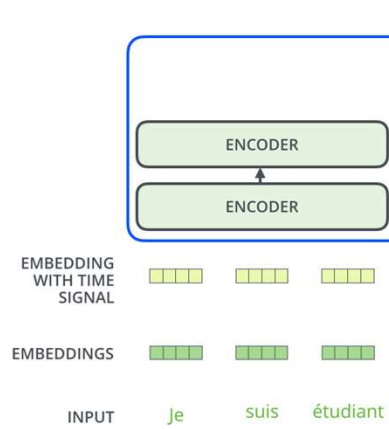 ENCODER
ENCODER
EMBEDDING
WITH TIME
SIGNAL
EMBEDDINGS
INPUT Je suis étudiant